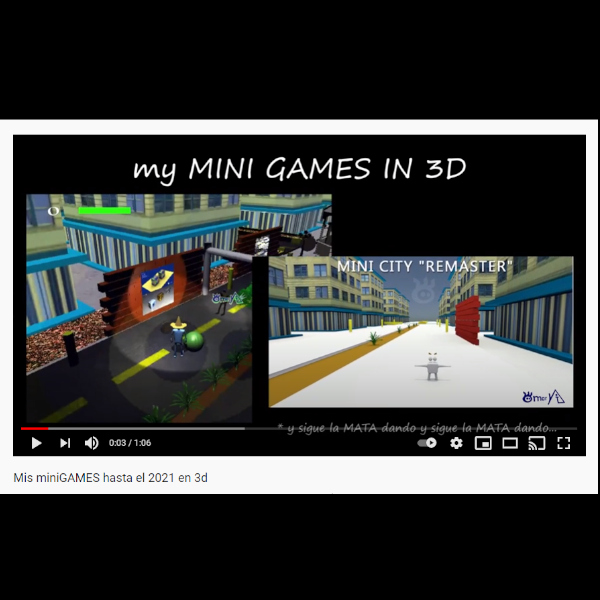 my MINI GAMES IN 3D
MINI CITY "REMASTER"
Omar
* y sigue la MATA dando y sigue la MATA dando...
0:03 / 1:06
Mis miniGAMES hasta el 2021 en 3d